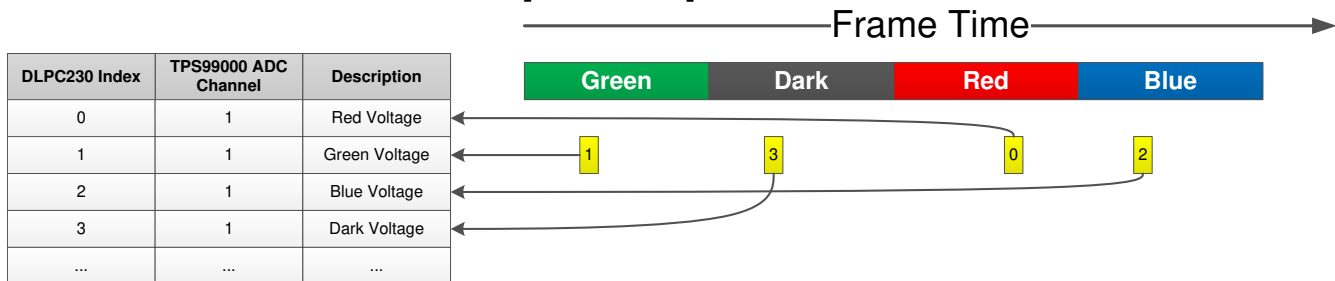 Frame Time
DLPC230 Index TPS99000 ADC Channel Description
Green Dark Red Blue
0 1 Red Voltage
1 1 Green Voltage
1 3 0 2
2 1 Blue Voltage
3 1 Dark Voltage
... ... ...